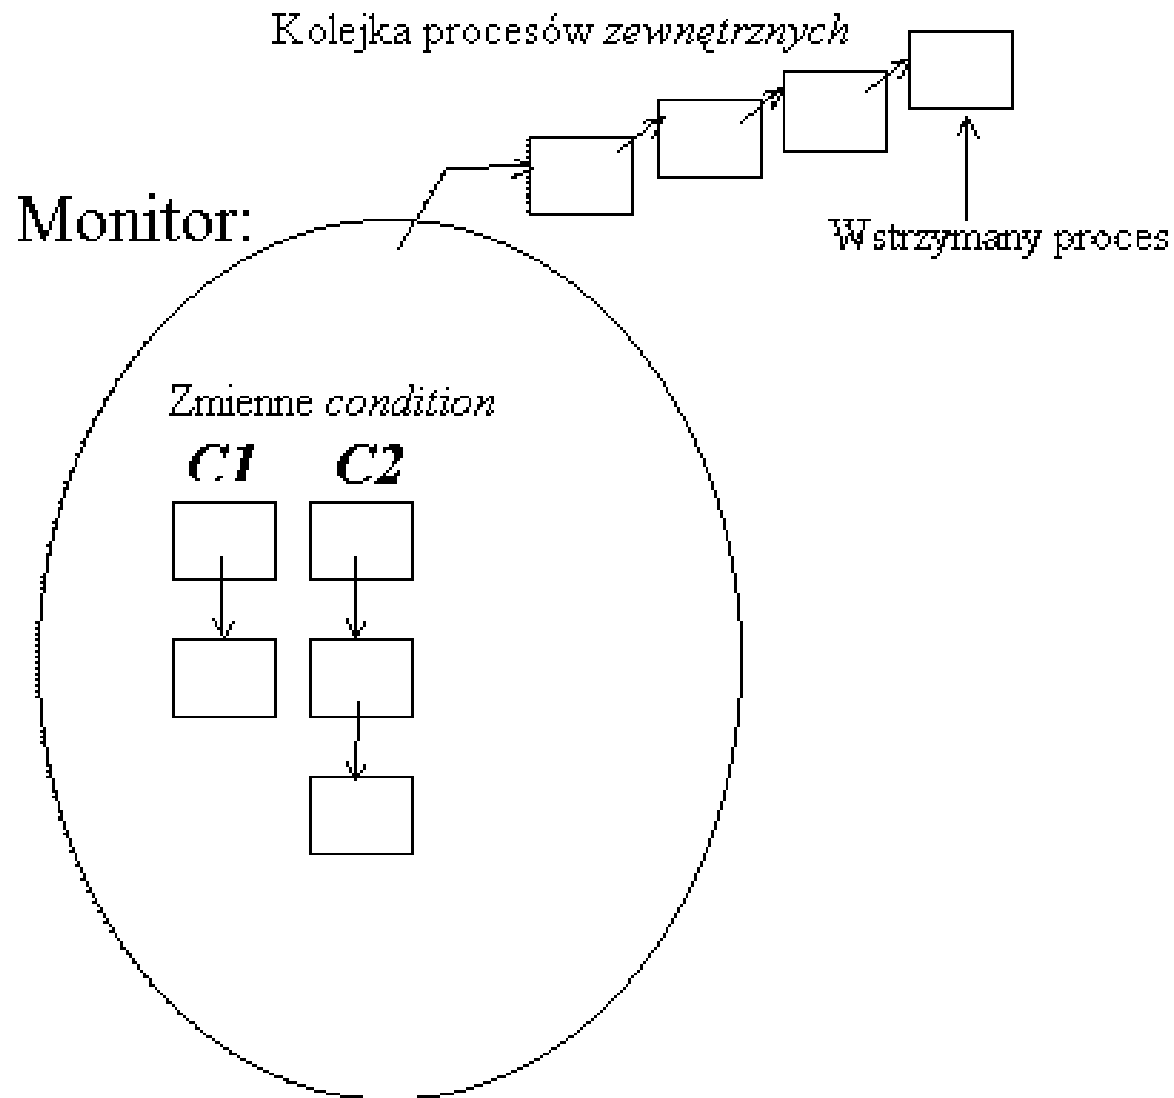 Kolejka procesów zewnętrznych
Monitor:
Wstrzymany proces
Zmienne condition
C1 C2